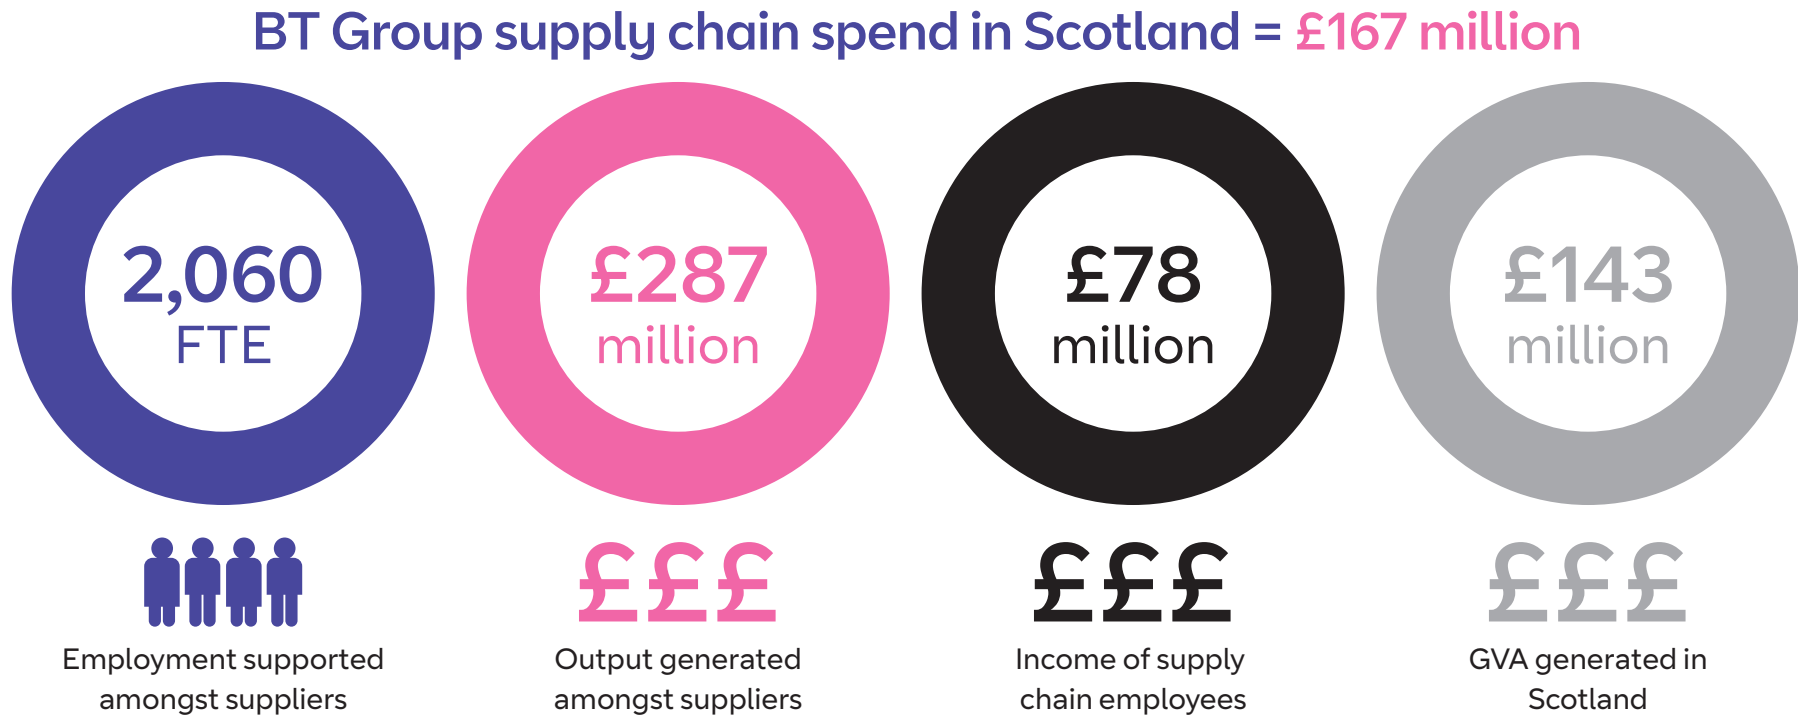 BT Group supply chain spend in Scotland = £167 million
2,060
FTE
£287
million
£78
million
£143
million
£££
£££
£££
Employment supported
amongst suppliers
Output generated
amongst suppliers
Income of supply
chain employees
GVA generated in
Scotland